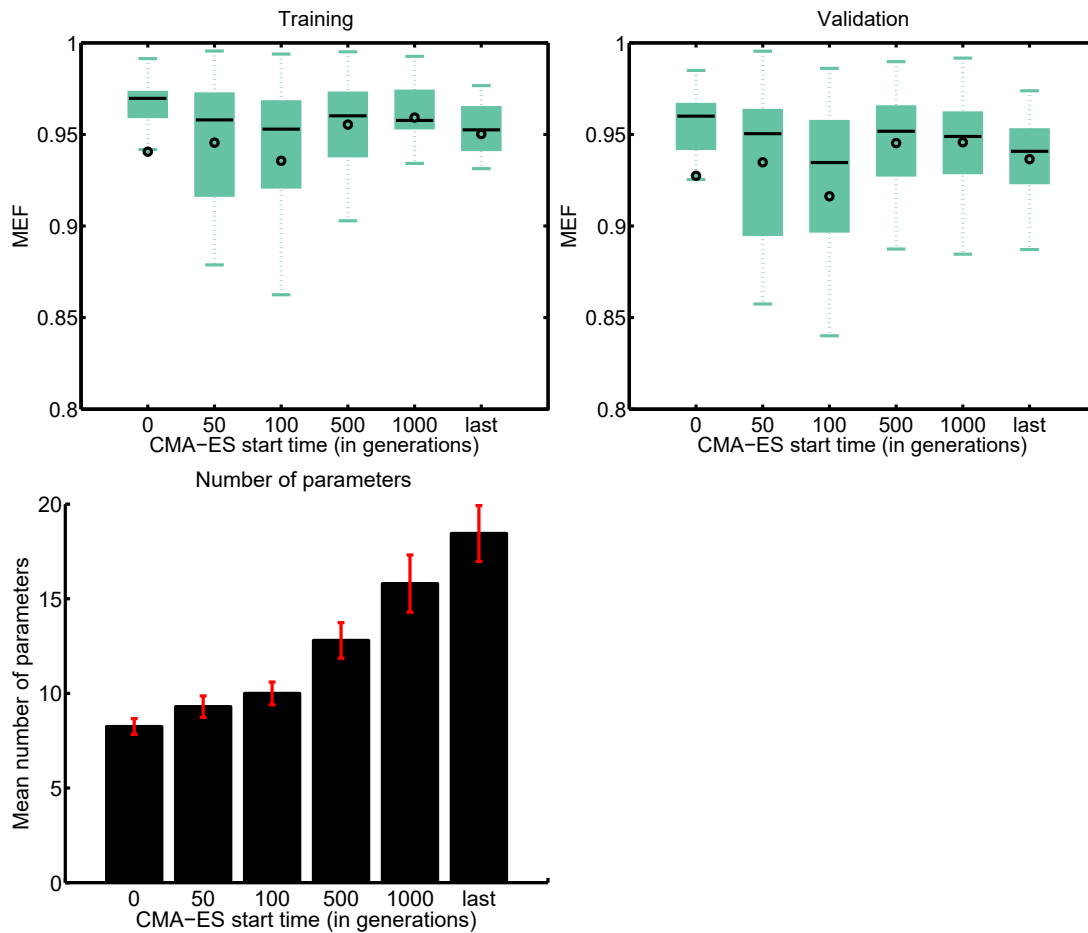 Training
1
0.95
0.9
0.85
0.8
MEF
0 50 100 500 1000 last
CMA−ES start time (in generations)
Validation
1
0.95
0.9
0.85
0.8
MEF
0 50 100 500 1000 last
CMA−ES start time (in generations)
Number of parameters
20
15
10
5
0
Mean number of parameters
0 50 100 500 1000 last
CMA−ES start time (in generations)